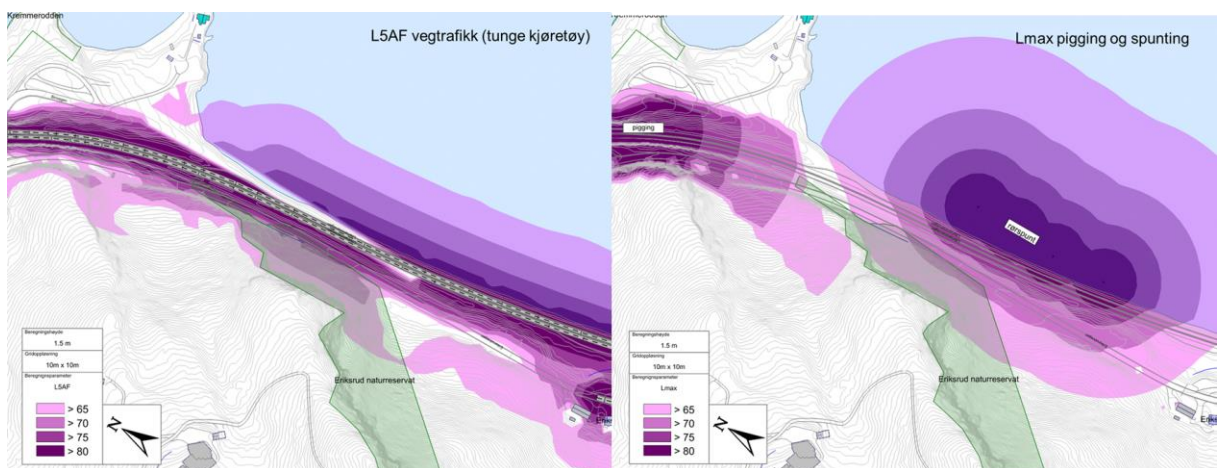 Kremmerodden
L5AF vegtrafikk (tunge kjøretøy)
Eriksrud naturreservat
Beregningshøyde
1.5 m
Gridoppløsning
10m x 10m
Beregningsparameter
L5AF
> 65
> 70
> 75
> 80
N
Kremmerodden
Lmax pigging og spunting
pigging
rørspunt
Eriksrud naturreservat
Beregningshøyde
1.5 m
Gridoppløsning
10m x 10m
Beregningsparameter
Lmax
> 65
> 70
> 75
> 80
N